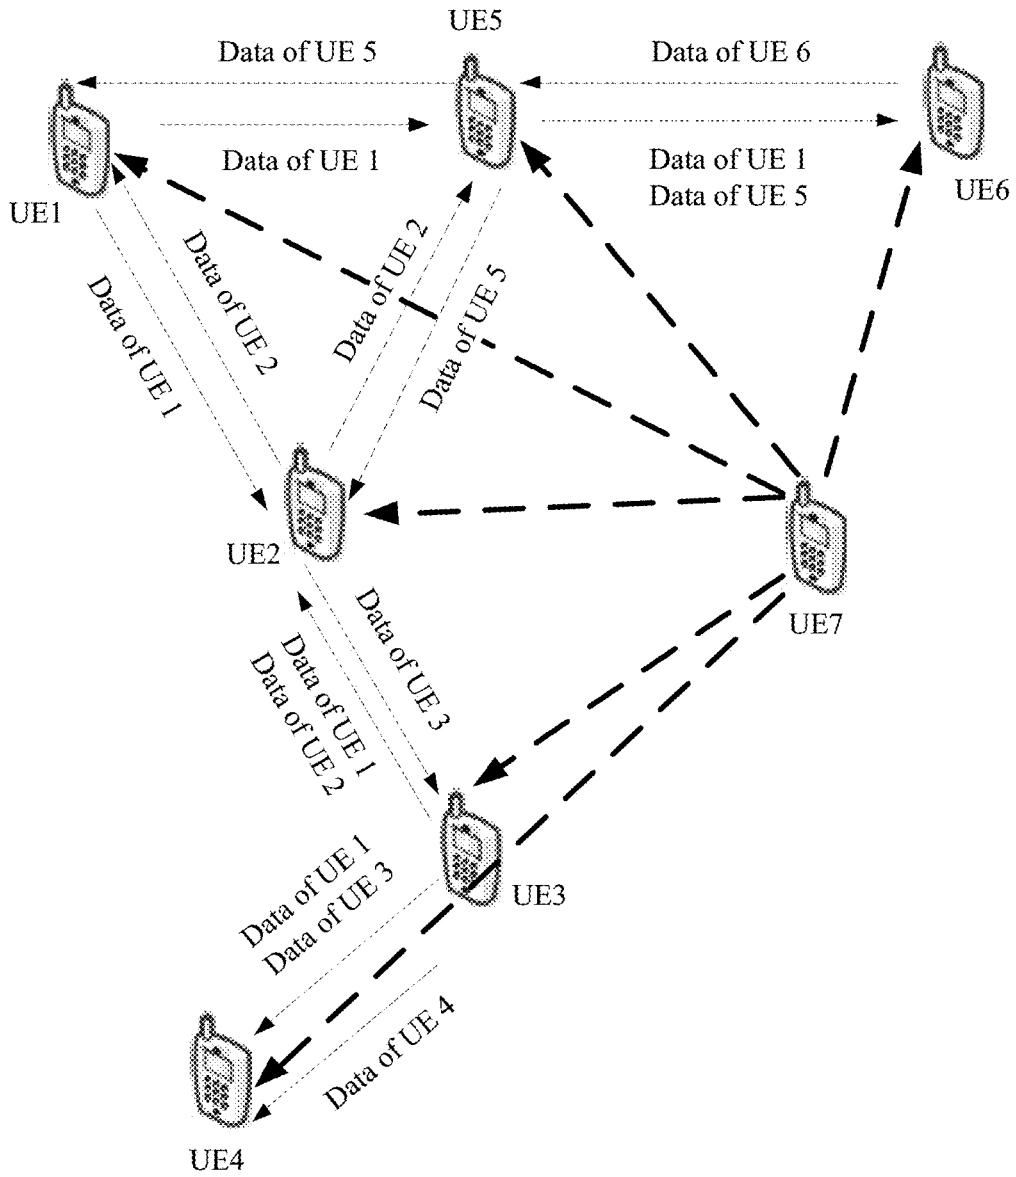 UE5
Data of UE 5
Data of UE 6
Data of UE 1
Data of UE 1
Data of UE 5
UE1
UE6
Data of UE 2
Data of UE 1
Data of UE 2
Data of UE 5
UE2
UE7
Data of UE 3
Data of UE 1
Data of UE 2
UE3
Data of UE 1
Data of UE 3
Data of UE 4
UE4